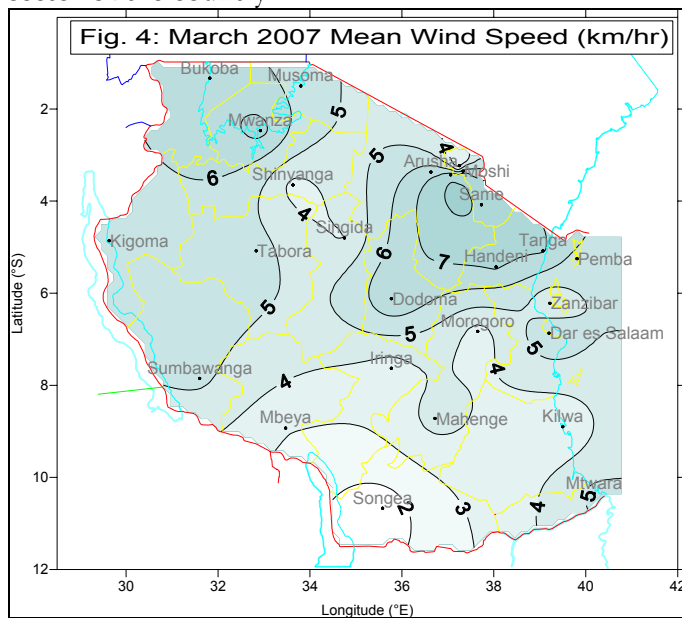 Fig. 4: March 2007 Mean Wind Speed (km/hr)
Bukoba
Musoma
2
Mwanza
5
4
5
Arusha
Moshi
6
Shinyanga
4
Same
4
Singida
Kigoma
Tabora
6
7
Tanga
Handeni
Pemba
6
5
Dodoma
Zanzibar
5
Morogoro
Dar es Salaam
5
Iringa
4
Sumbawanga
4
8
Mbeya
Mahenge
Kilwa
10
Mtwara
Songea
2
3
4
5
12
30
32
34
36
38
40
42
Latitude (°S)
Longitude (°E)